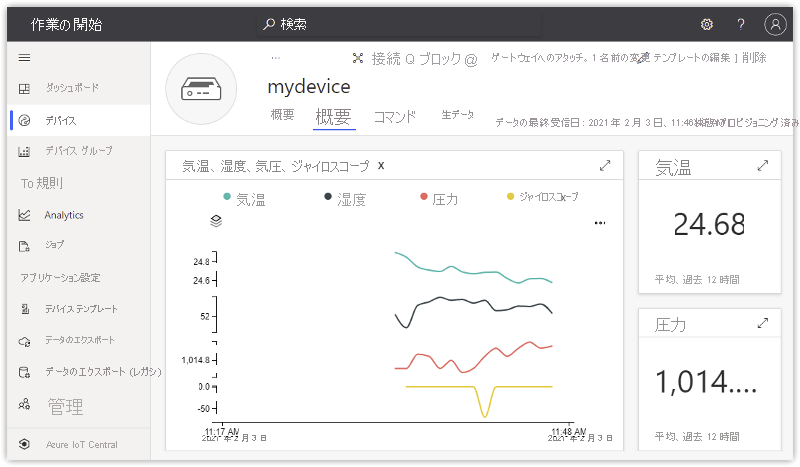 作業の開始
検索
ダッシュボード
デバイス
デバイス グループ
To 規則
Analytics
ジョブ
アプリケーション設定
デバイス テンプレート
データのエクスポート
データのエクスポート (レガシ)
管理
Aeure IoT Central
...
接続 Q ブロック @ ゲートウェイへのアタッチ。1 名前の変更 テンプレートの編集 ] 削除
mydevice
概要 概要 コマンド 生データ
データの最終受信日 : 2021 年 2 月 3 日、11:46
プロビジョニング済み
気温、湿度、気圧、ジャイロスコープ x
気温 湿度 圧力 ジャイロスコープx
24.8
24.6
52
1,014.8
0.0
-50
11:17 AM 11:48 AM
2021 年 2 月 3 日 2021 年 2 月 3 日
気温
24.68
平均、過去 12 時間
圧力
1,014....
平均、過去 12 時間